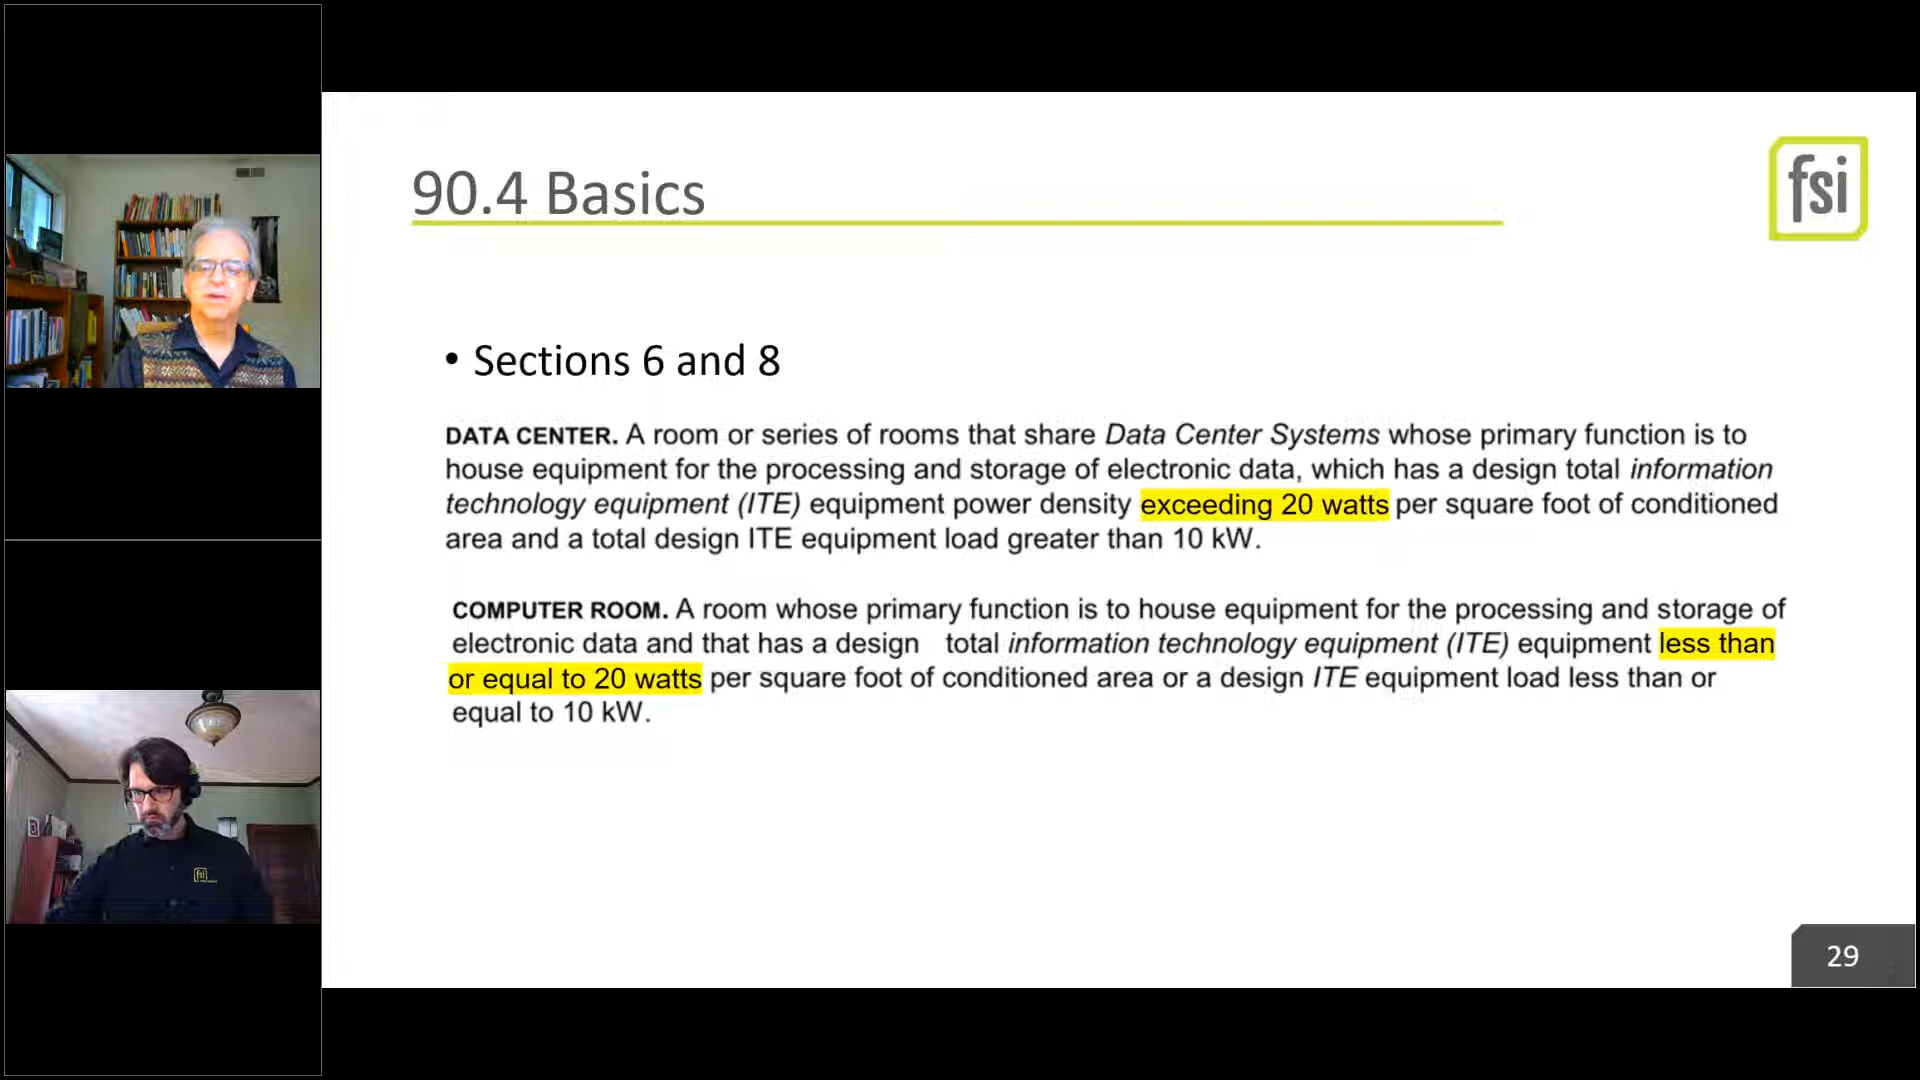 90.4 Basics
fsi
• Sections 6 and 8
DATA CENTER. A room or series of rooms that share Data Center Systems whose primary function is to
house equipment for the processing and storage of electronic data, which has a design total information
technology equipment (ITE) equipment power density exceeding 20 watts per square foot of conditioned
area and a total design ITE equipment load greater than 10 kW.
COMPUTER ROOM. A room whose primary function is to house equipment for the processing and storage of
electronic data and that has a design total information technology equipment (ITE) equipment less than
or equal to 20 watts per square foot of conditioned area or a design ITE equipment load less than or
equal to 10 kW.
fsi
29